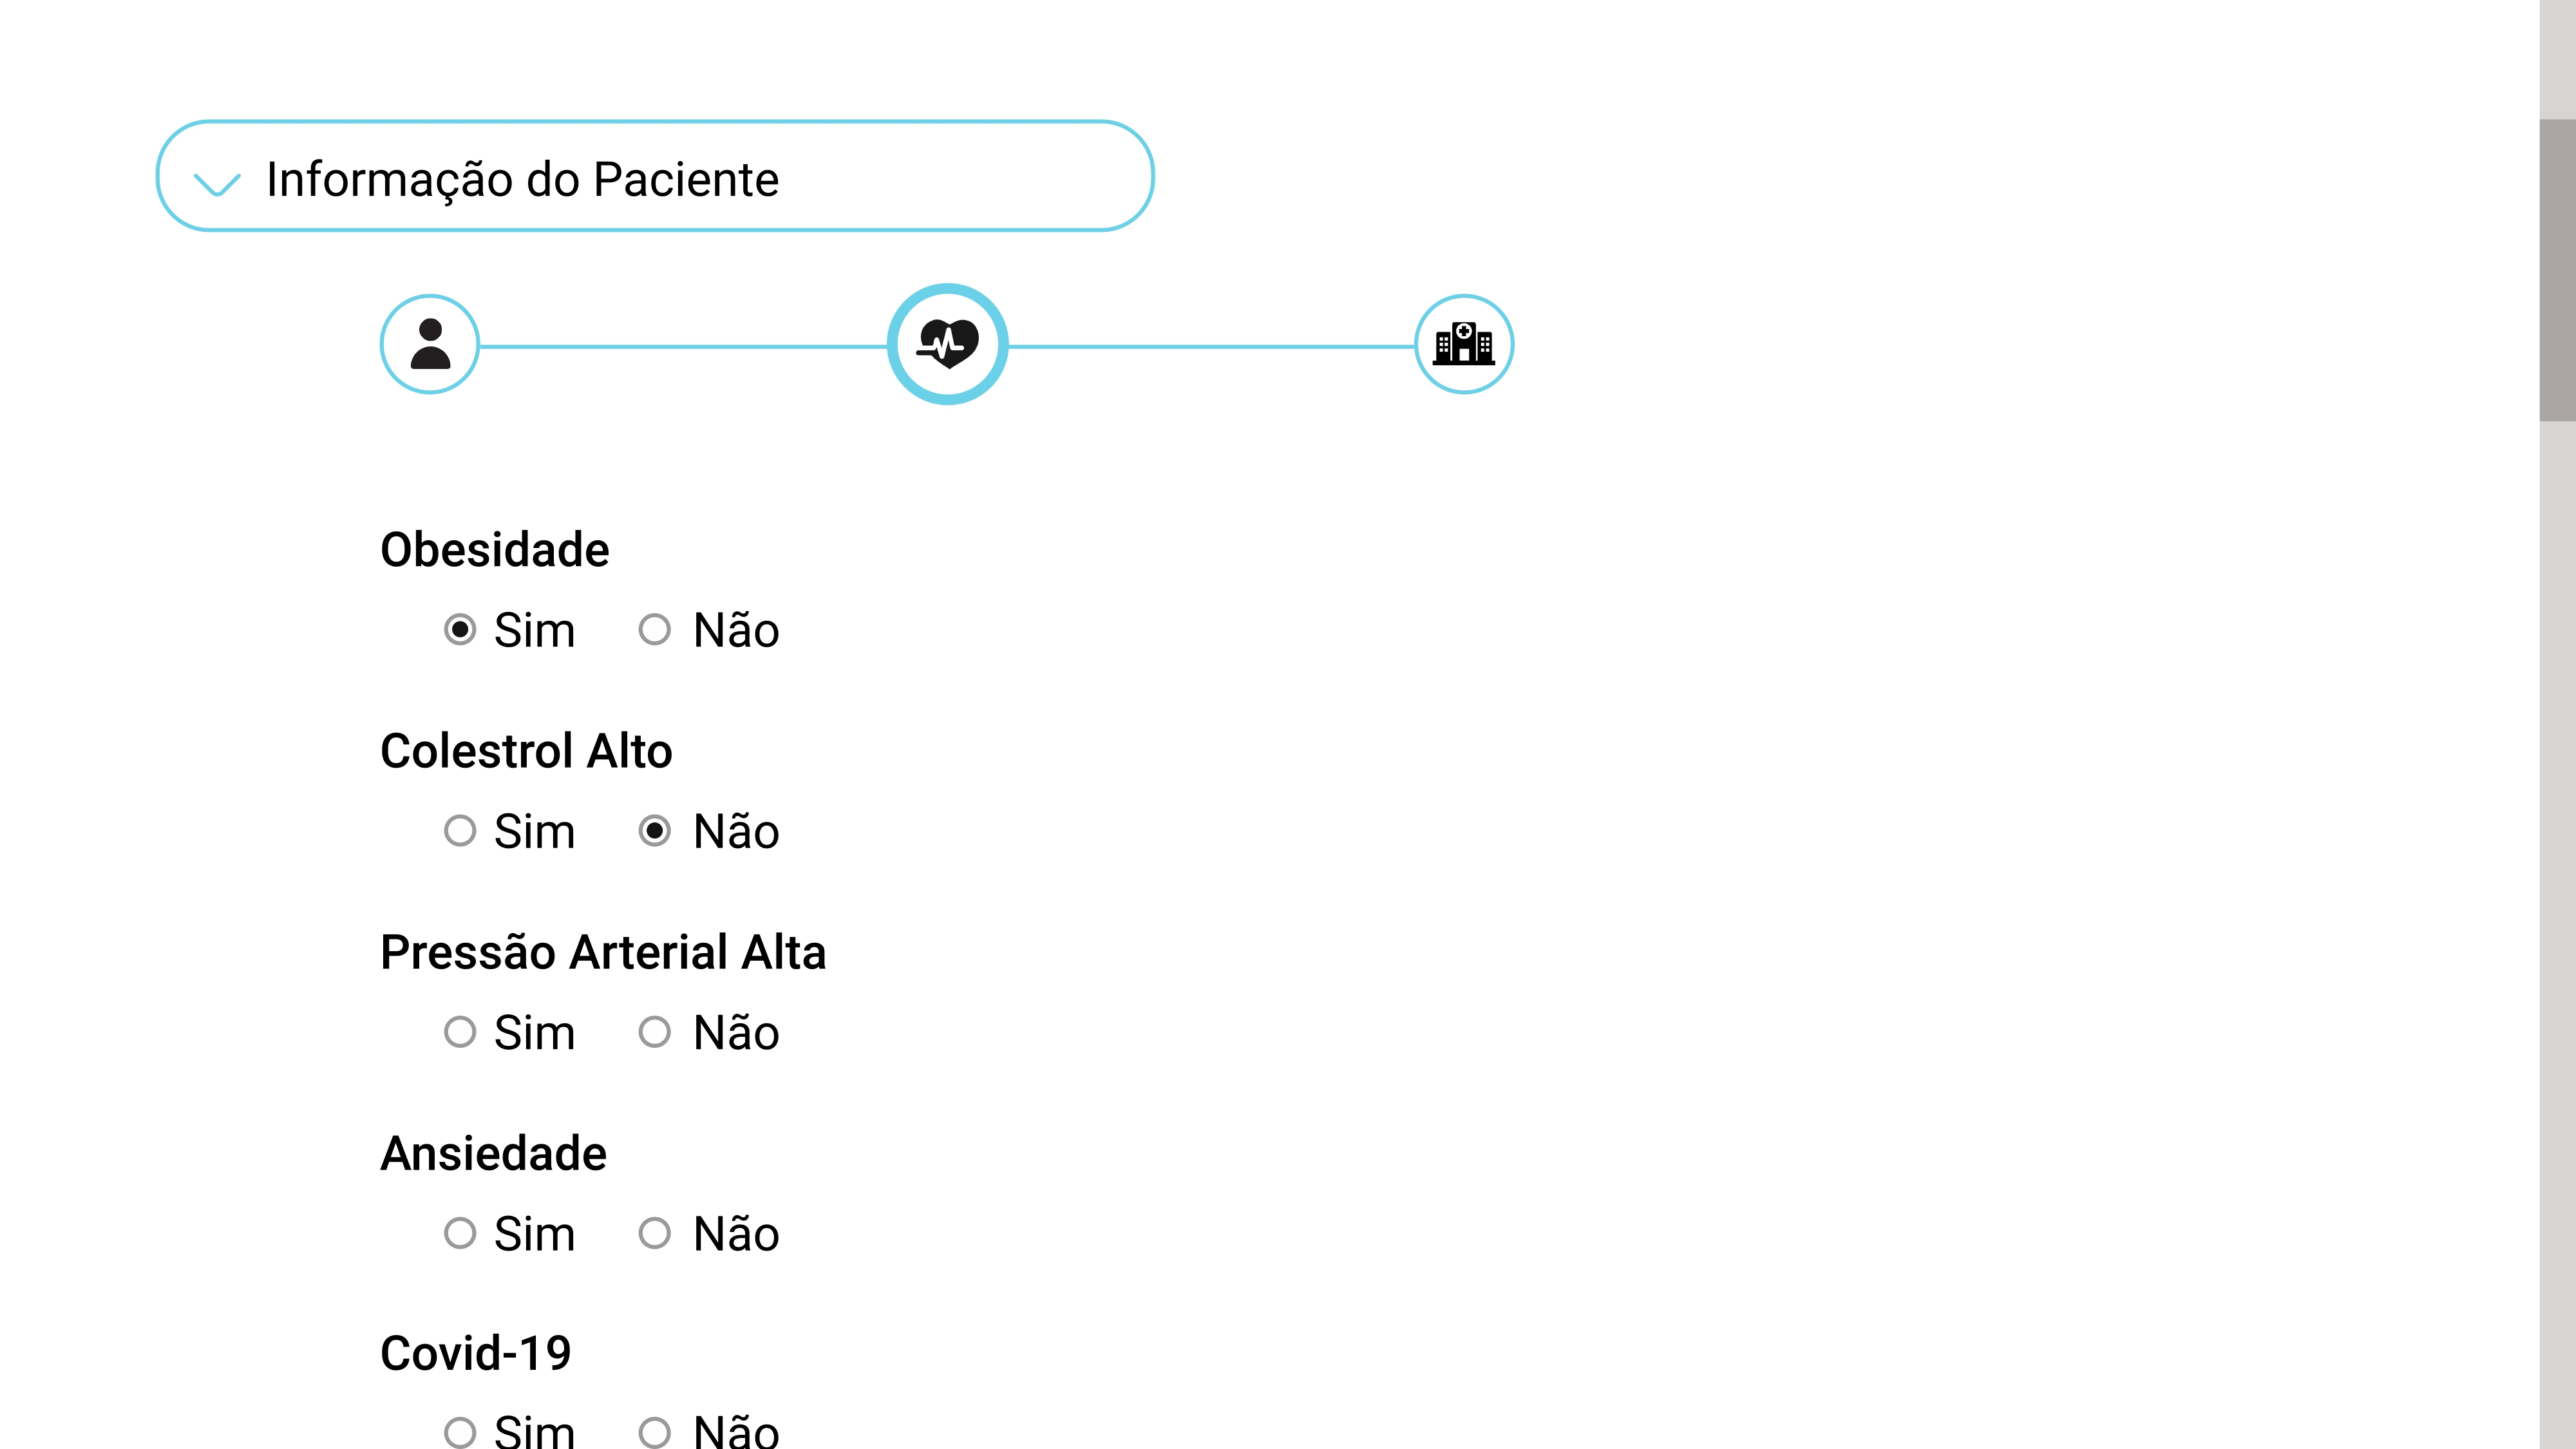 Informação do Paciente
Obesidade
Sim Não
Colestrol Alto
Sim Não
Pressão Arterial Alta
Sim Não
Ansiedade
Sim Não
Covid-19
Sim Não